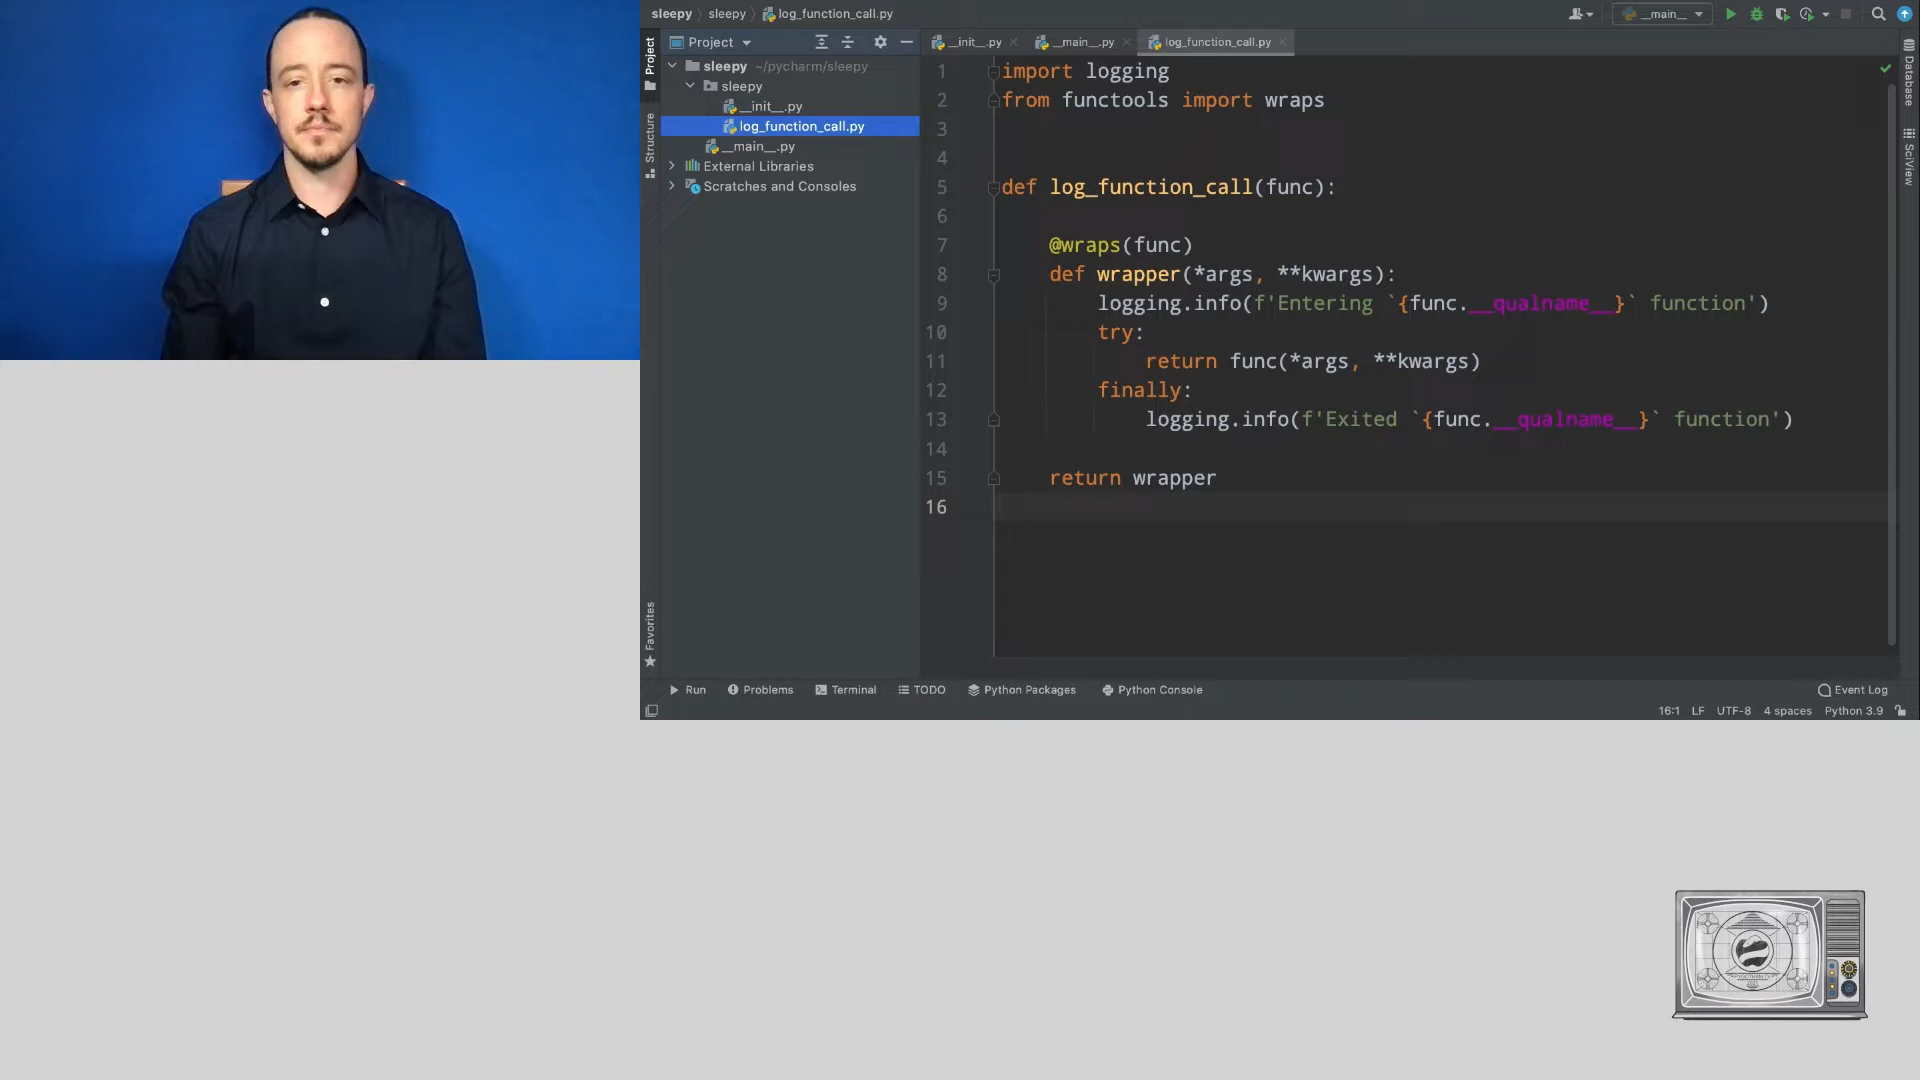 sleepy sleepy log_function_call.py
__main__
Project
__init__.py
__main__.py
log_function_call.py
Project
Structure
Favorites
sleepy ~/pycharm/sleepy
sleepy
__init__.py
log_function_call.py
__main__.py
External Libraries
Scratches and Consoles
1 import logging
2 from functools import wraps
3
4
5 def log_function_call(func):
6
7 @wraps(func)
8 def wrapper(*args, **kwargs):
9 logging.info(f'Entering `{func.__qualname__}` function')
10 try:
11 return func(*args, **kwargs)
12 finally:
13 logging.info(f'Exited `{func.__qualname__}` function')
14
15 return wrapper
16
Database
SciView
Run Problems Terminal TODO Python Packages Python Console Event Log
16:1 LF UTF-8 4 spaces Python 3.9